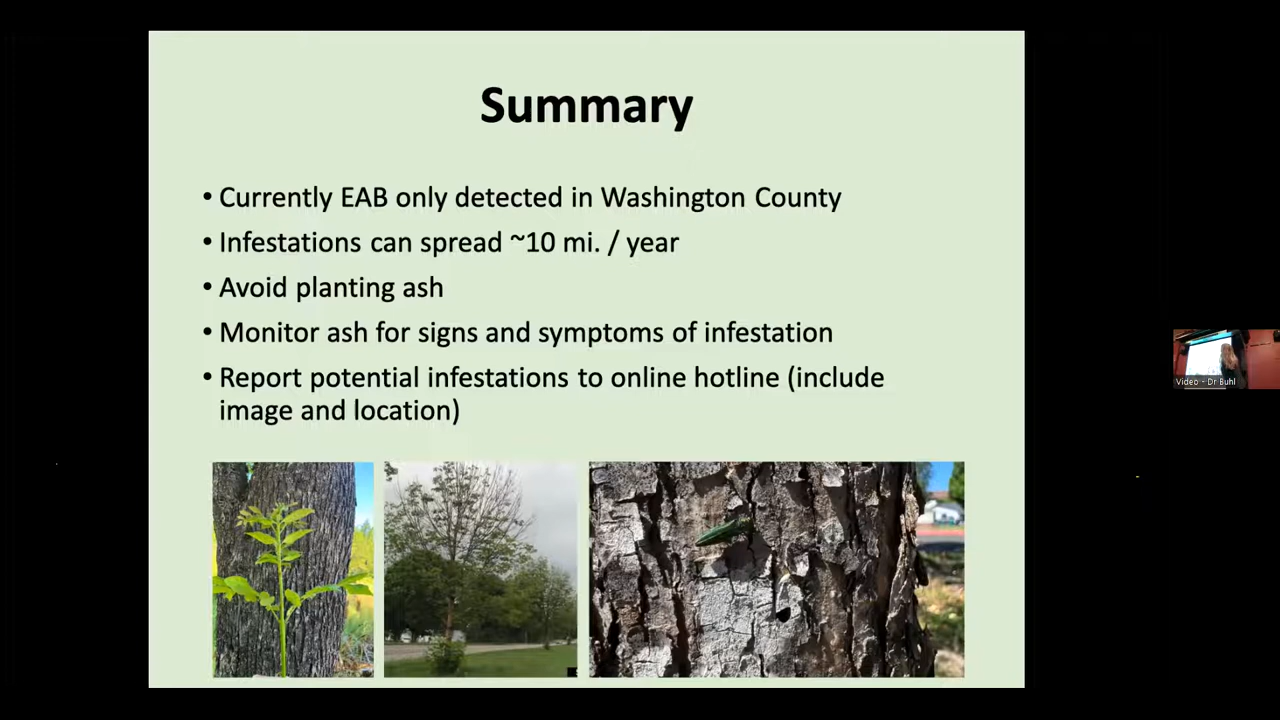 Summary
• Currently EAB only detected in Washington County
• Infestations can spread ~10 mi. / year
• Avoid planting ash
• Monitor ash for signs and symptoms of infestation
• Report potential infestations to online hotline (include
image and location)
Video - Dr Buhl